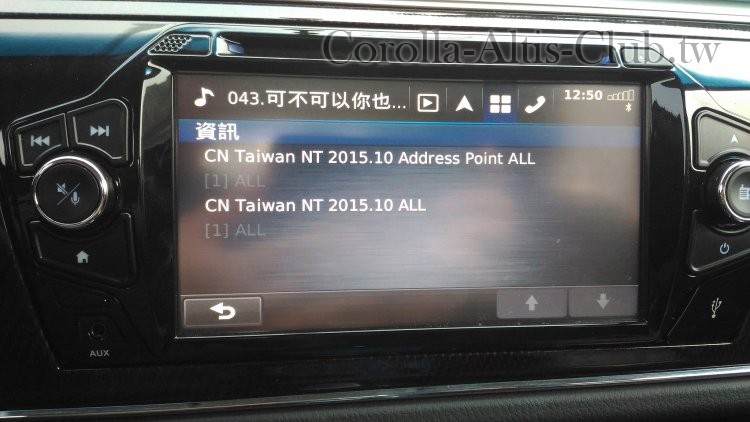 Corolla-Altis-Club.tw
043.可不可以你也...
12:50
資訊
CN Taiwan NT 2015.10 Address Point ALL
[1] ALL
CN Taiwan NT 2015.10 ALL
[1] ALL
AUX